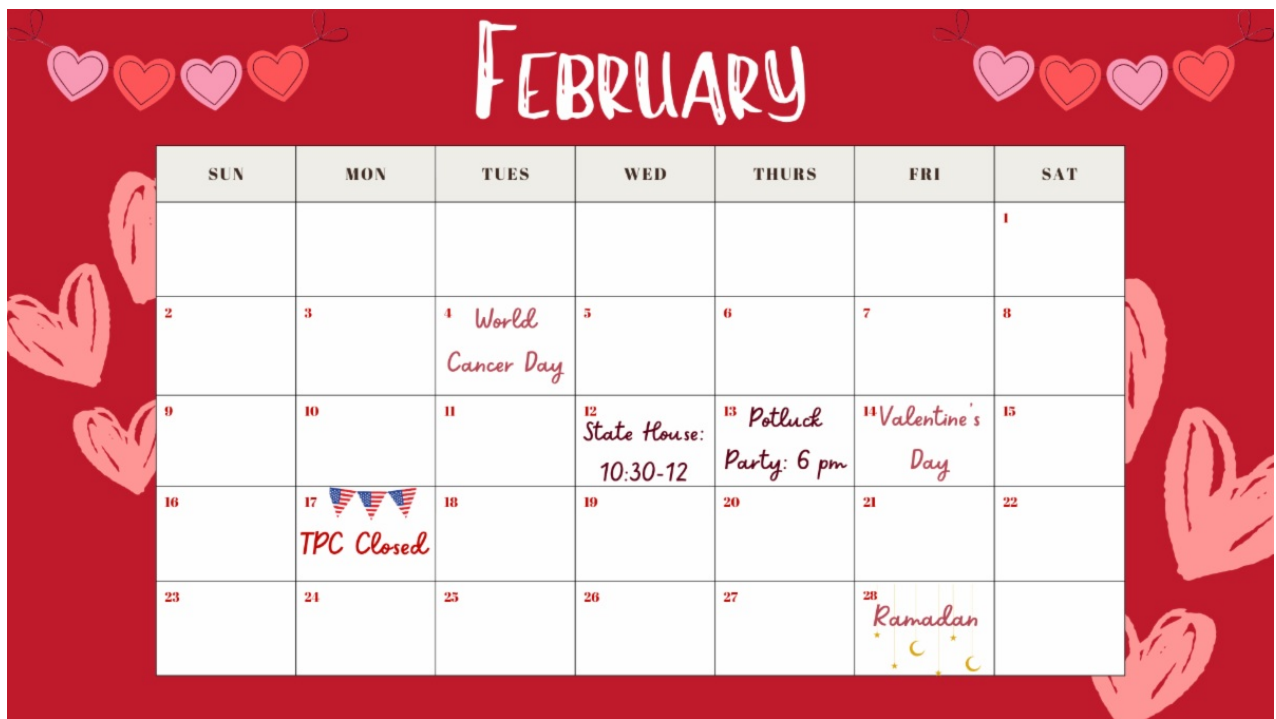 FEBRUARY
SUN MON TUES WED THURS FRI SAT
1
2 3 4 World Cancer Day 5 6 7 8
9 10 11 12 State House: 10:30-12 13 Potluck Party: 6 pm 14 Valentine's Day 15
16 17 TPC Closed 18 19 20 21 22
23 24 25 26 27 28 Ramadan